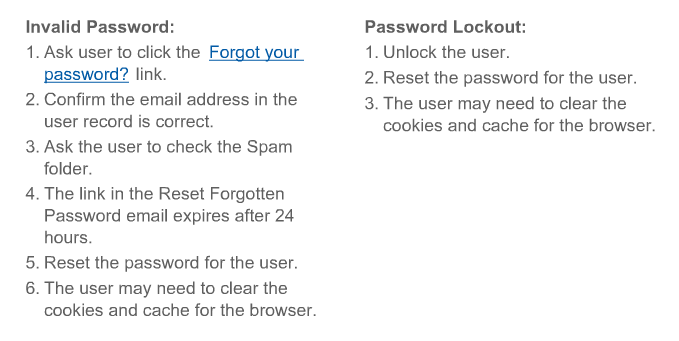 Invalid Password:
1. Ask user to click the Forgot your
password? link.
2. Confirm the email address in the
user record is correct.
3. Ask the user to check the Spam
folder.
4. The link in the Reset Forgotten
Password email expires after 24
hours.
5. Reset the password for the user.
6. The user may need to clear the
cookies and cache for the browser.
Password Lockout:
1. Unlock the user.
2. Reset the password for the user.
3. The user may need to clear the
cookies and cache for the browser.